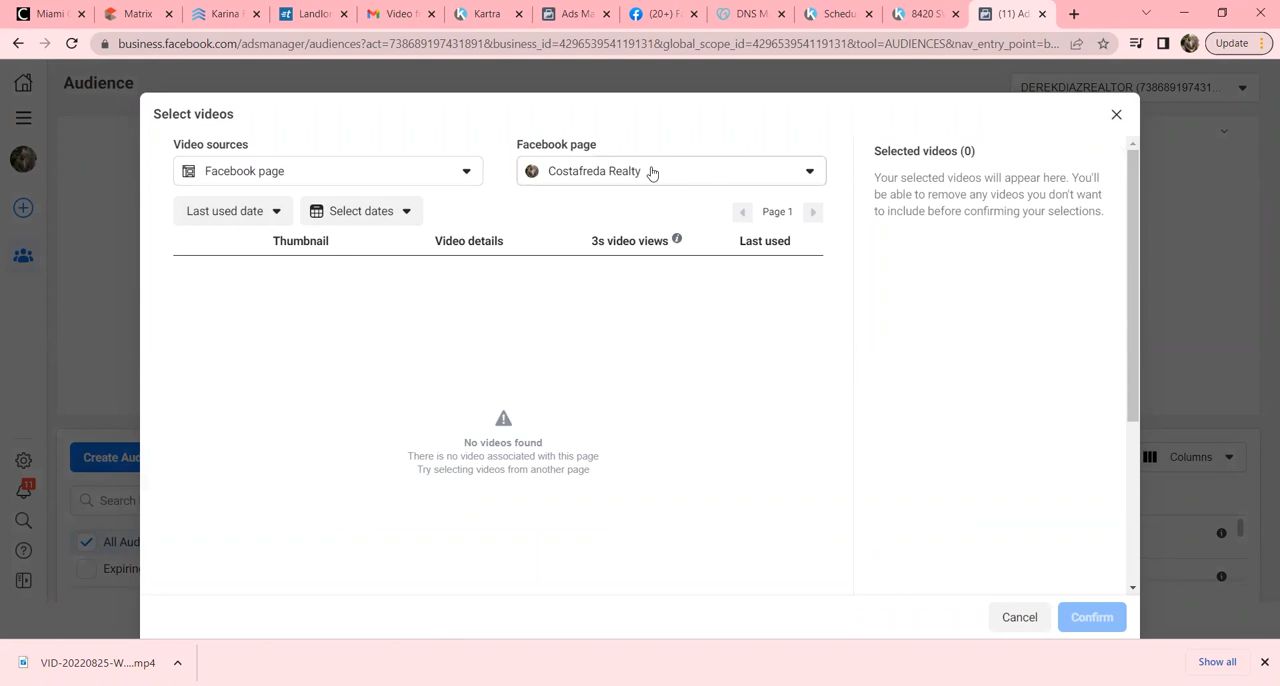 Miami C
Matrix
Karina F
Landlor
Video f
Kartra
Ads Ma
(20+) F
DNS M
Schedu
8420 S
(11) Ad
business.facebook.com/adsmanager/audiences?act=738689197431891&business_id=429653954119131&global_scope_id=429653954119131&tool=AUDIENCES&nav_entry_point=b...
Update
Audience
DEREKDIAZREALTOR (738689197431...
Select videos
Video sources
Facebook page
Facebook page
Costafreda Realty
Selected videos (0)
Your selected videos will appear here. You'll
be able to remove any videos you don't want
to include before confirming your selections.
Last used date
Select dates
Page 1
Thumbnail
Video details
3s video views
Last used
No videos found
There is no video associated with this page
Try selecting videos from another page
Create Au
Columns
Search
All Aud
Expirin
11
Cancel
Confirm
VID-20220825-W....mp4
Show all